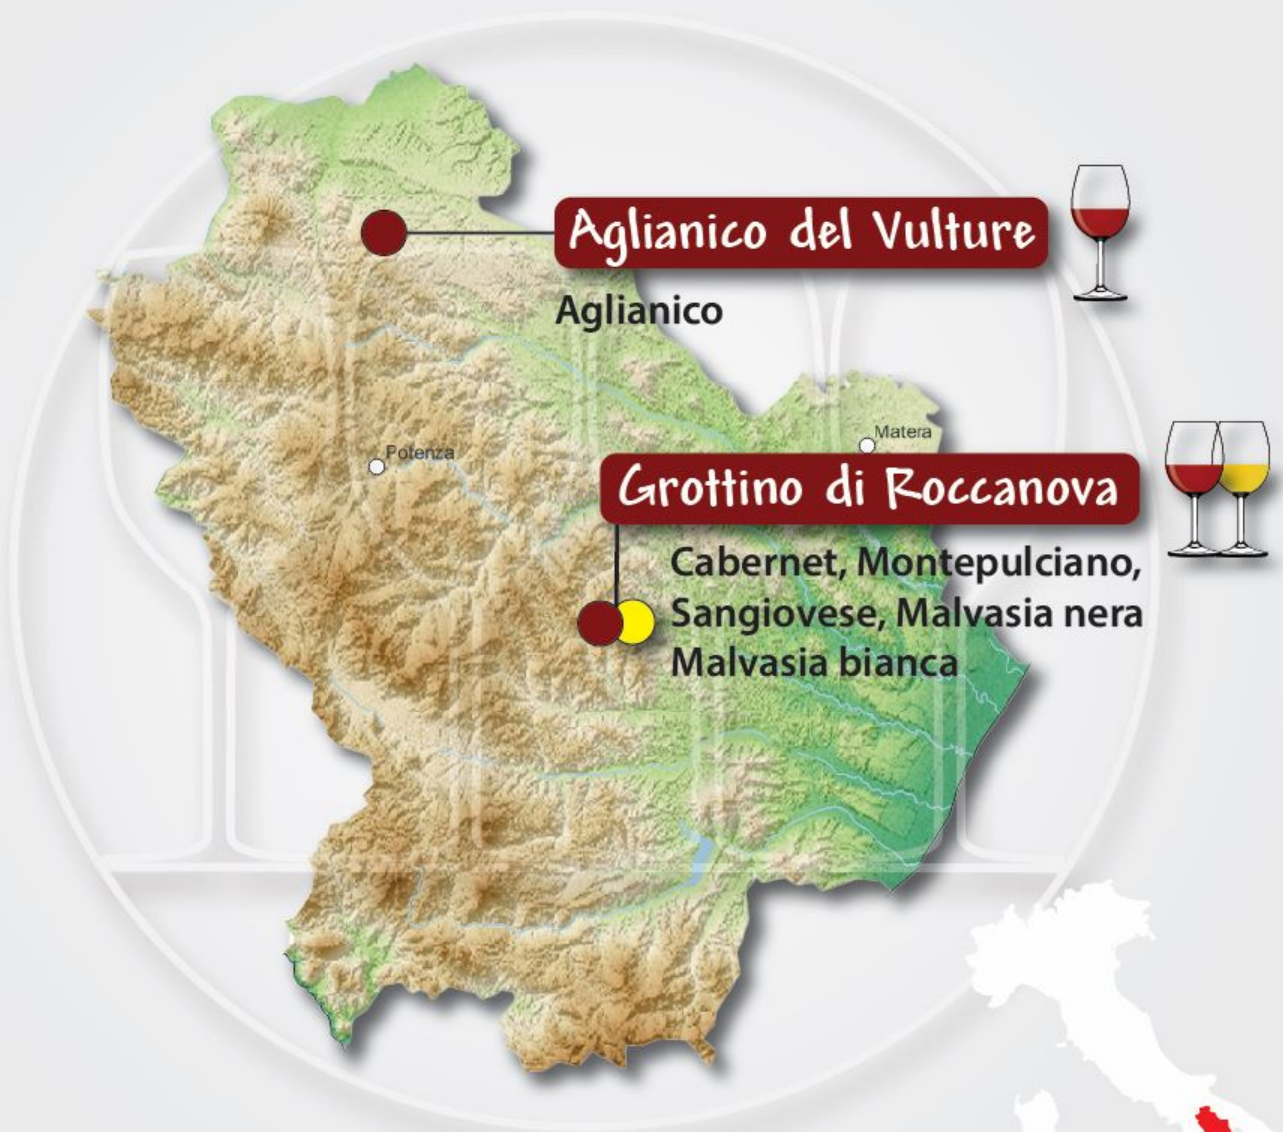 Aglianico del Vulture
Aglianico
Matera
Potenza
Grottino di Roccanova
Cabernet, Montepulciano,
Sangiovese, Malvasia nera
Malvasia bianca